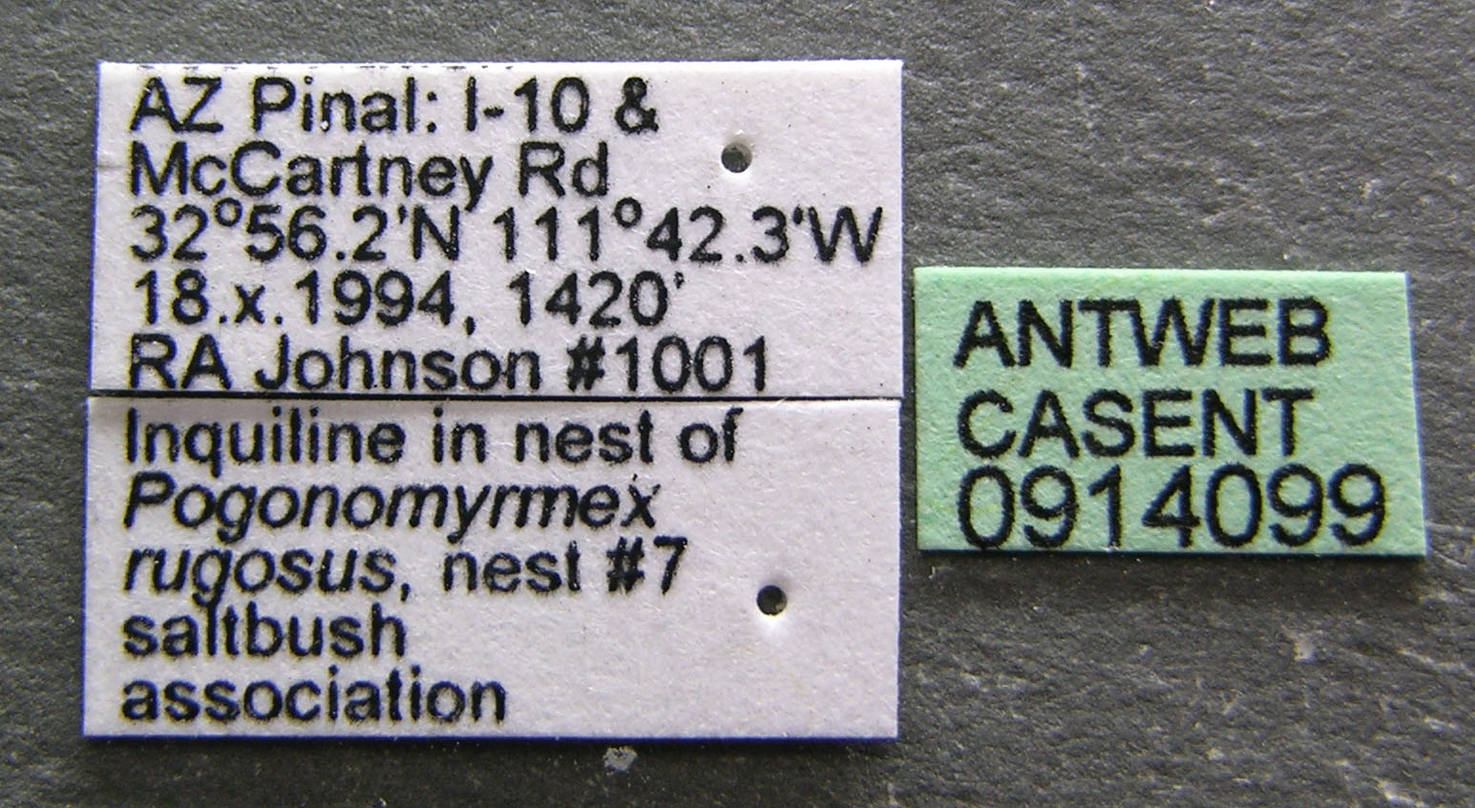 AZ Pinal: I-10 &
McCartney Rd
32°56.2'N 111°42.3'W
18.x.1994, 1420'
RA Johnson #1001
Inquiline in nest of
Pogonomyrmex
rugosus, nest #7
saltbush
association
ANTWEB
CASENT
0914099